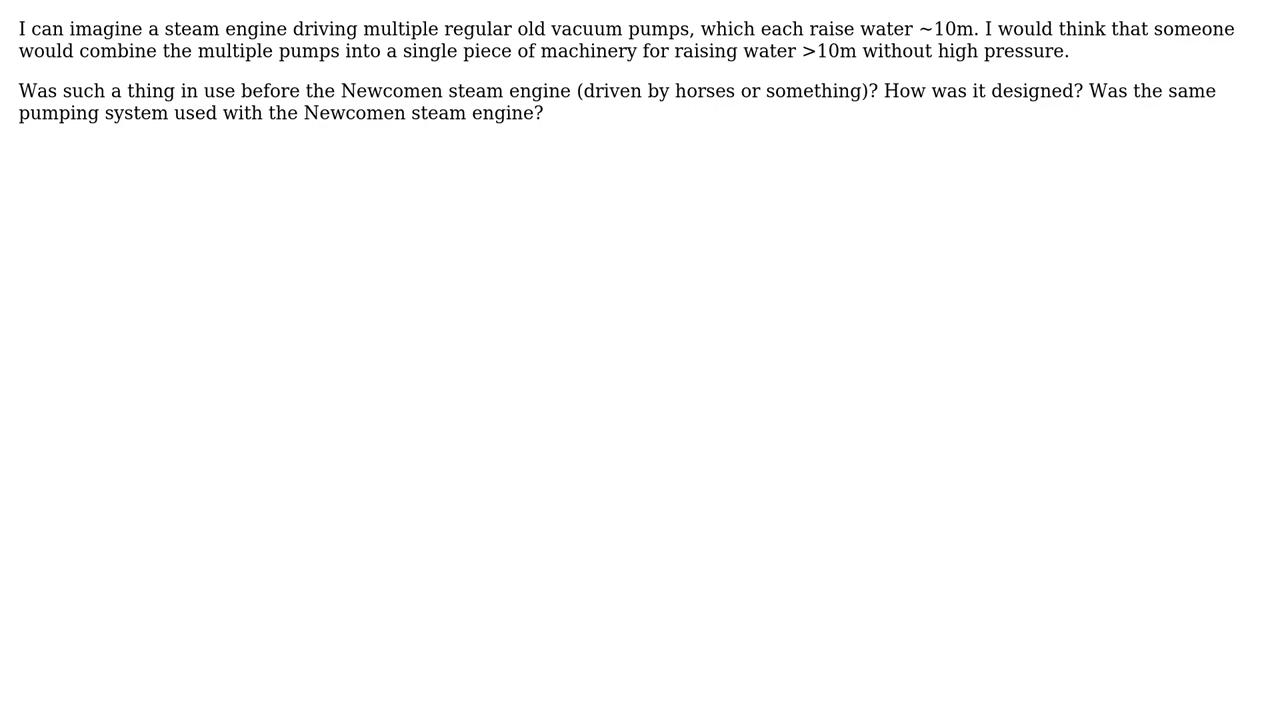 I can imagine a steam engine driving multiple regular old vacuum pumps, which each raise water ~10m. I would think that someone
would combine the multiple pumps into a single piece of machinery for raising water >10m without high pressure.
Was such a thing in use before the Newcomen steam engine (driven by horses or something)? How was it designed? Was the same
pumping system used with the Newcomen steam engine?